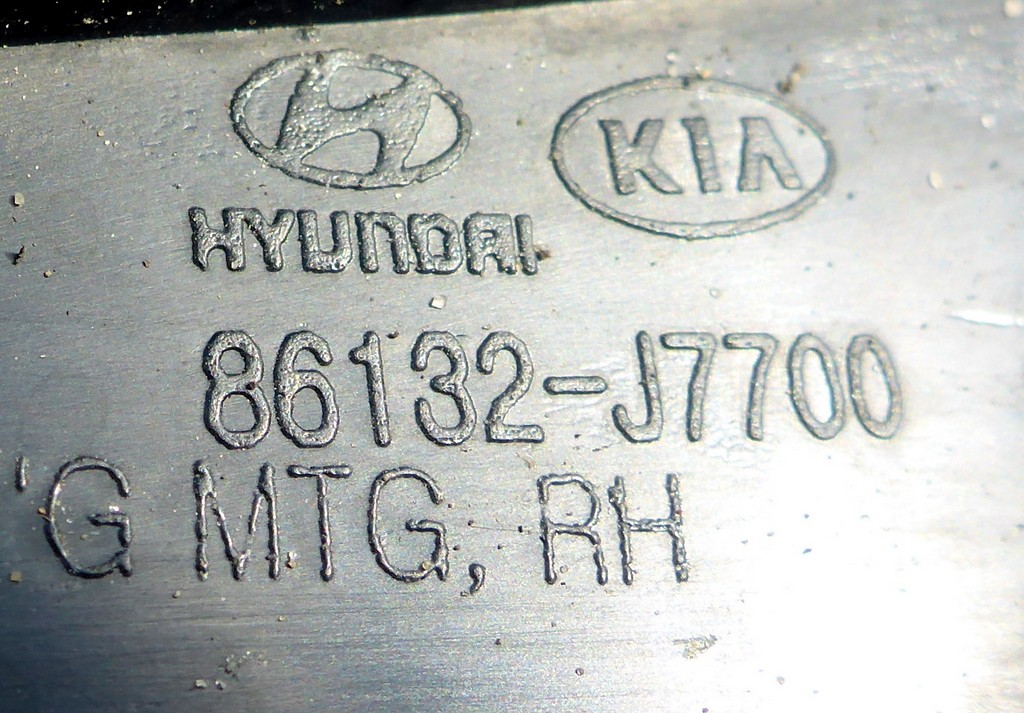 HYUNDAI
KIA
86132-J7700
'G MTG, RH